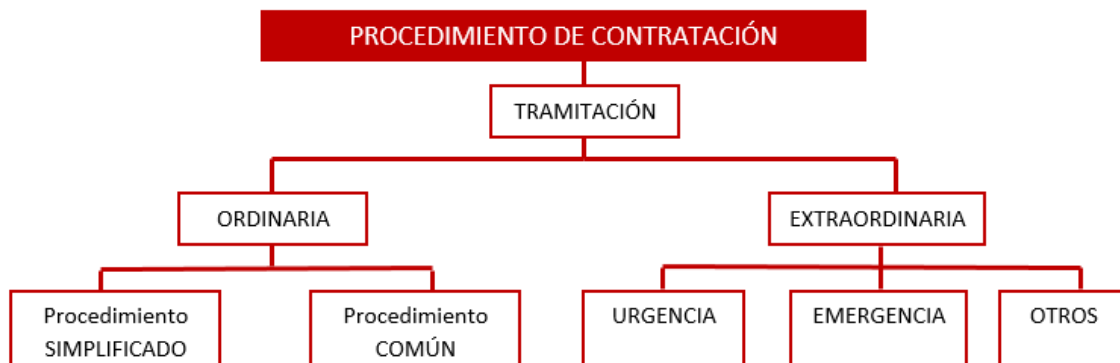 PROCEDIMIENTO DE CONTRATACIÓN
TRAMITACIÓN
ORDINARIA
EXTRAORDINARIA
Procedimiento
SIMPLIFICADO
Procedimiento
COMÚN
URGENCIA
EMERGENCIA
OTROS